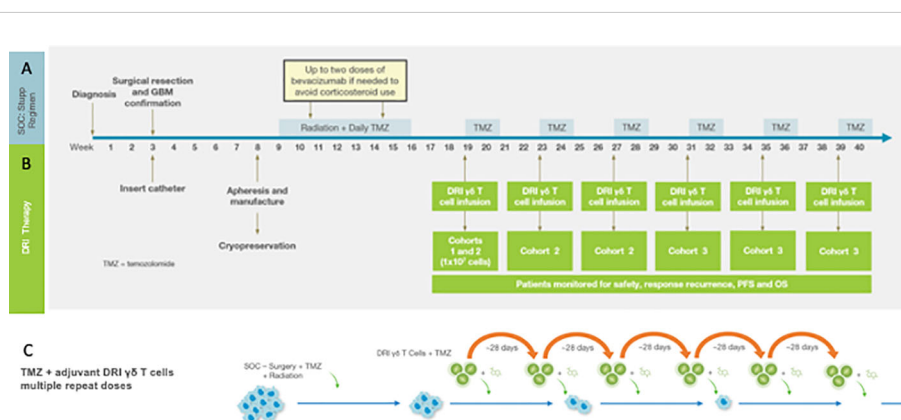 A
SOC: Stupp
Regimen
Diagnosis
Surgical resection
and GBM
confirmation
Up to two doses of
bevacizumab if needed to
avoid corticosteroid use
Radiation + Daily TMZ
TMZ TMZ TMZ TMZ TMZ TMZ
Week 1 2 3 4 5 6 7 8 9 10 11 12 13 14 15 16 17 18 19 20 21 22 23 24 25 26 27 28 29 30 31 32 33 34 35 36 37 38 39 40
B
DRI Therapy
Insert catheter
Apheresis and
manufacture
Cryopreservation
TMZ = temozolomide
DRI γδ T
cell infusion
DRI γδ T
cell infusion
DRI γδ T
cell infusion
DRI γδ T
cell infusion
DRI γδ T
cell infusion
DRI γδ T
cell infusion
Cohorts
1 and 2
(1x10⁷ cells)
Cohort 2
Cohort 2
Cohort 3
Cohort 3
Cohort 3
Patients monitored for safety, response recurrence, PFS and OS
C
TMZ + adjuvant DRI γδ T cells
multiple repeat doses
SOC – Surgery + TMZ
+ Radiation
DRI γδ T Cells + TMZ
~28 days
~28 days
~28 days
~28 days
~28 days
+
+
+
+
+
+